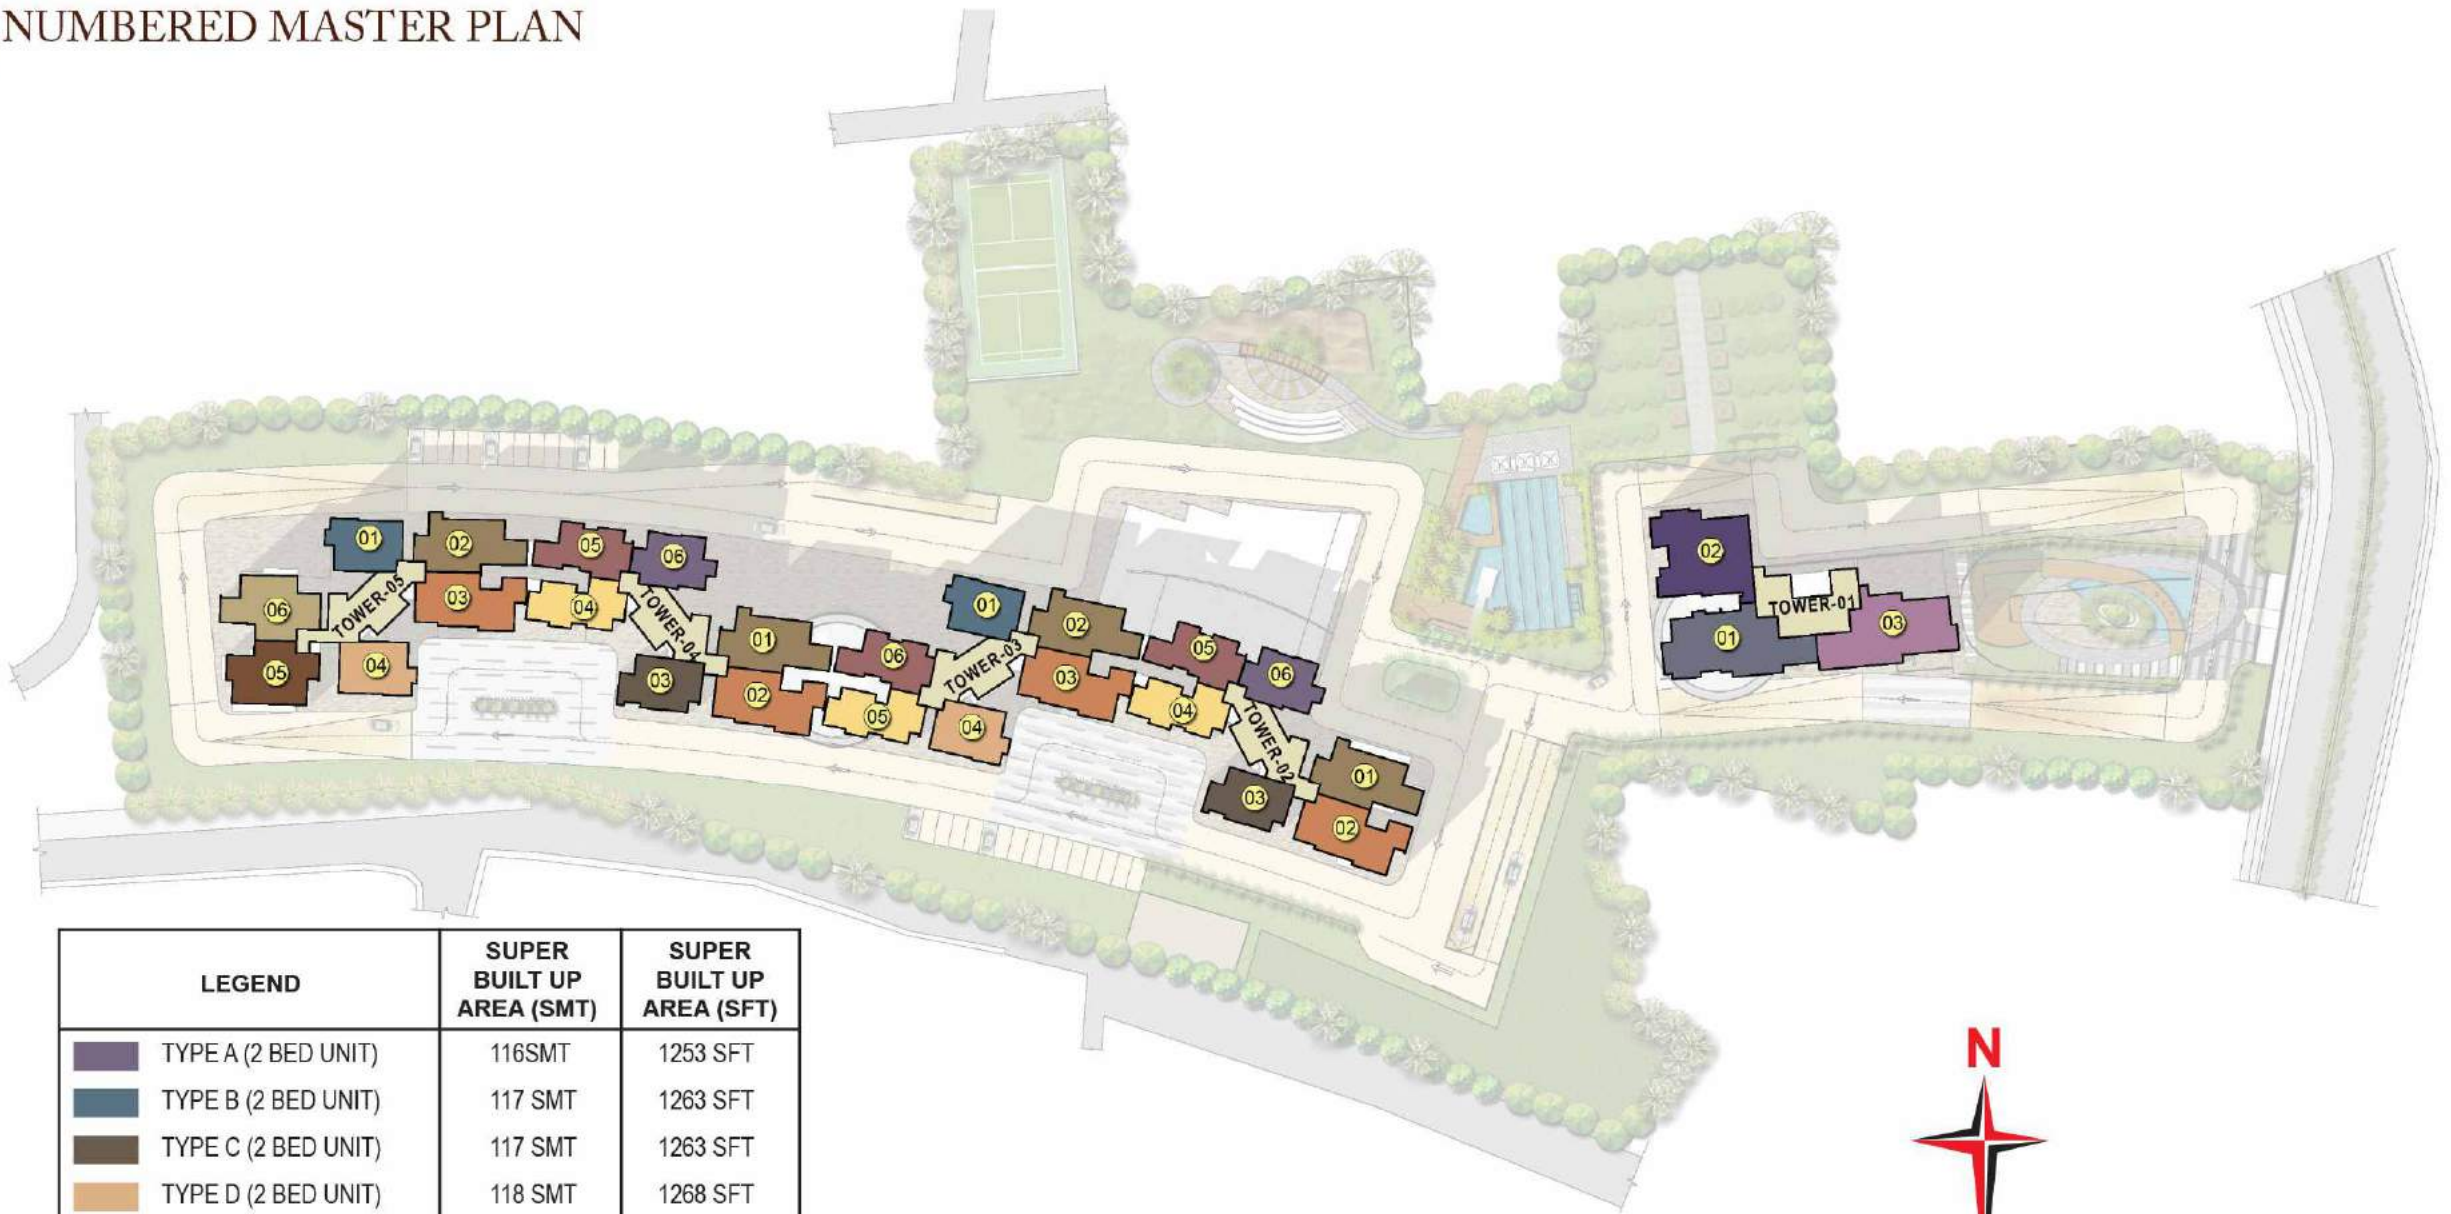 NUMBERED MASTER PLAN
01
02
05
06
06
TOWER-05
03
04
TOWER-04
05
04
03
01
06
02
05
01
02
TOWER-03
03
05
06
04
04
TOWER-02
03
01
02
02
TOWER-01
01
03
LEGEND
SUPER BUILT UP AREA (SMT)
SUPER BUILT UP AREA (SFT)
TYPE A (2 BED UNIT) 116SMT 1253 SFT
TYPE B (2 BED UNIT) 117 SMT 1263 SFT
TYPE C (2 BED UNIT) 117 SMT 1263 SFT
TYPE D (2 BED UNIT) 118 SMT 1268 SFT
N